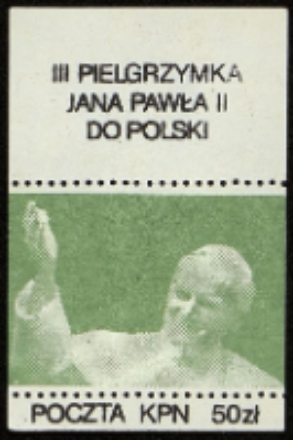 III PIELGRZYMKA
JANA PAWŁA II
DO POLSKI
POCZTA KPN 50zł